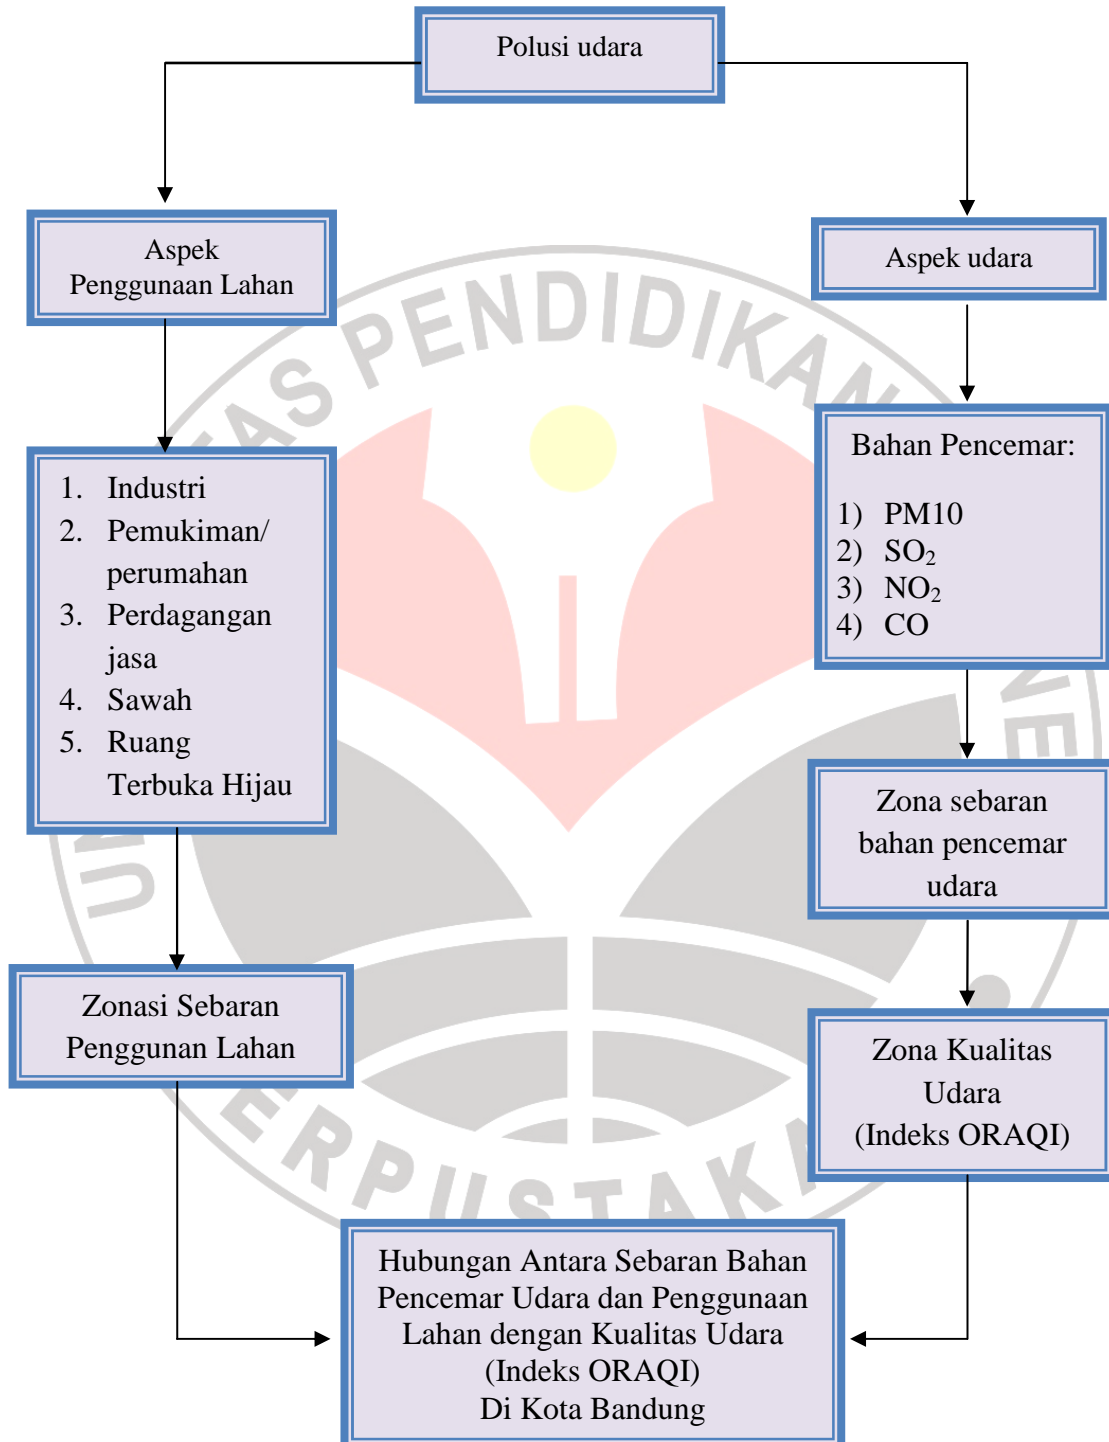 Polusi udara
Aspek
Penggunaan Lahan
Aspek udara
1. Industri
2. Pemukiman/
perumahan
3. Perdagangan
jasa
4. Sawah
5. Ruang
Terbuka Hijau
Bahan Pencemar:
1) PM10
2) SO₂
3) NO₂
4) CO
Zona sebaran
bahan pencemar
udara
Zonasi Sebaran
Penggunan Lahan
Zona Kualitas
Udara
(Indeks ORAQI)
Hubungan Antara Sebaran Bahan
Pencemar Udara dan Penggunaan
Lahan dengan Kualitas Udara
(Indeks ORAQI)
Di Kota Bandung